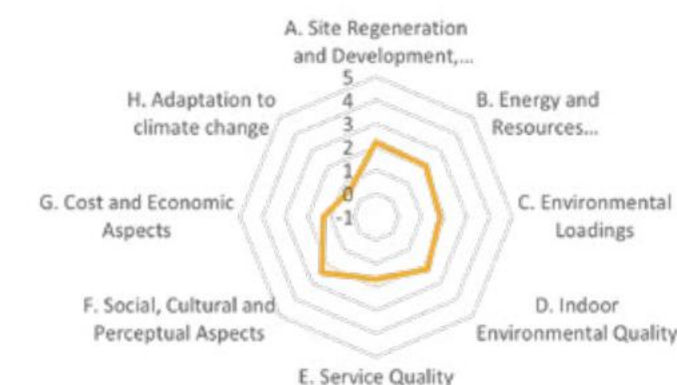 A. Site Regeneration
and Development,...
5
4
3
2
1
0
-1
H. Adaptation to
climate change
B. Energy and
Resources...
G. Cost and Economic
Aspects
C. Environmental
Loadings
F. Social, Cultural and
Perceptual Aspects
D. Indoor
Environmental Quality
E. Service Quality